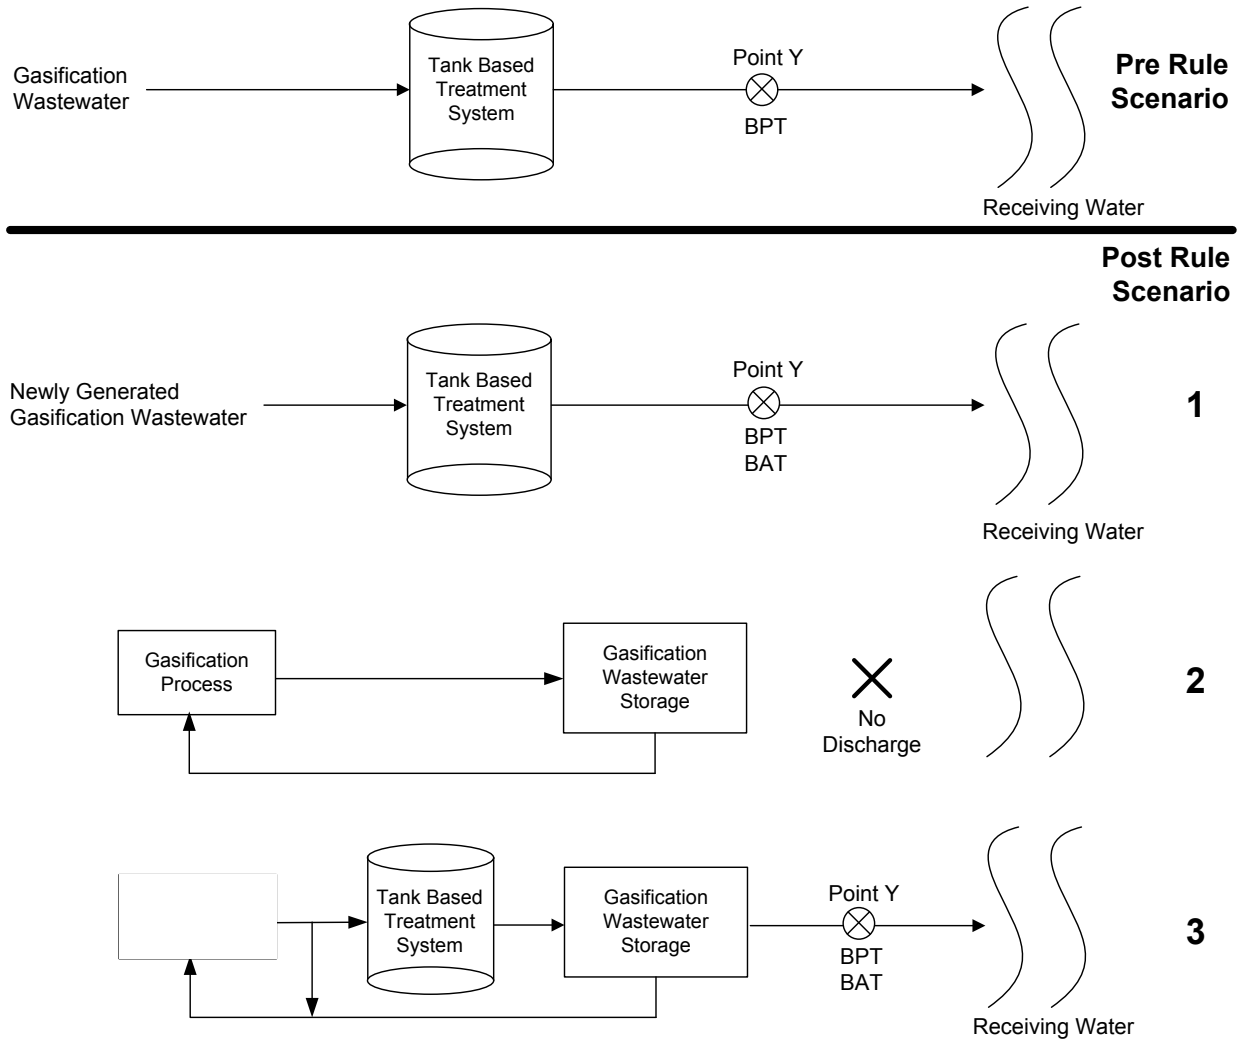 Gasification
Wastewater
Tank Based
Treatment
System
Point Y
BPT
Pre Rule
Scenario
Receiving Water
Post Rule
Scenario
Newly Generated
Gasification Wastewater
Tank Based
Treatment
System
Point Y
BPT
BAT
1
Receiving Water
Gasification
Process
Gasification
Wastewater
Storage
No
Discharge
2
Tank Based
Treatment
System
Gasification
Wastewater
Storage
Point Y
BPT
BAT
3
Receiving Water